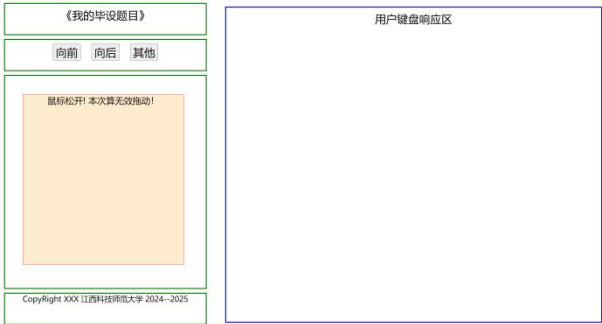 《我的毕设题目》
向前 向后 其他
鼠标松开! 本次算无效拖动!
CopyRight XXX 江西科技师范大学 2024--2025
用户键盘响应区